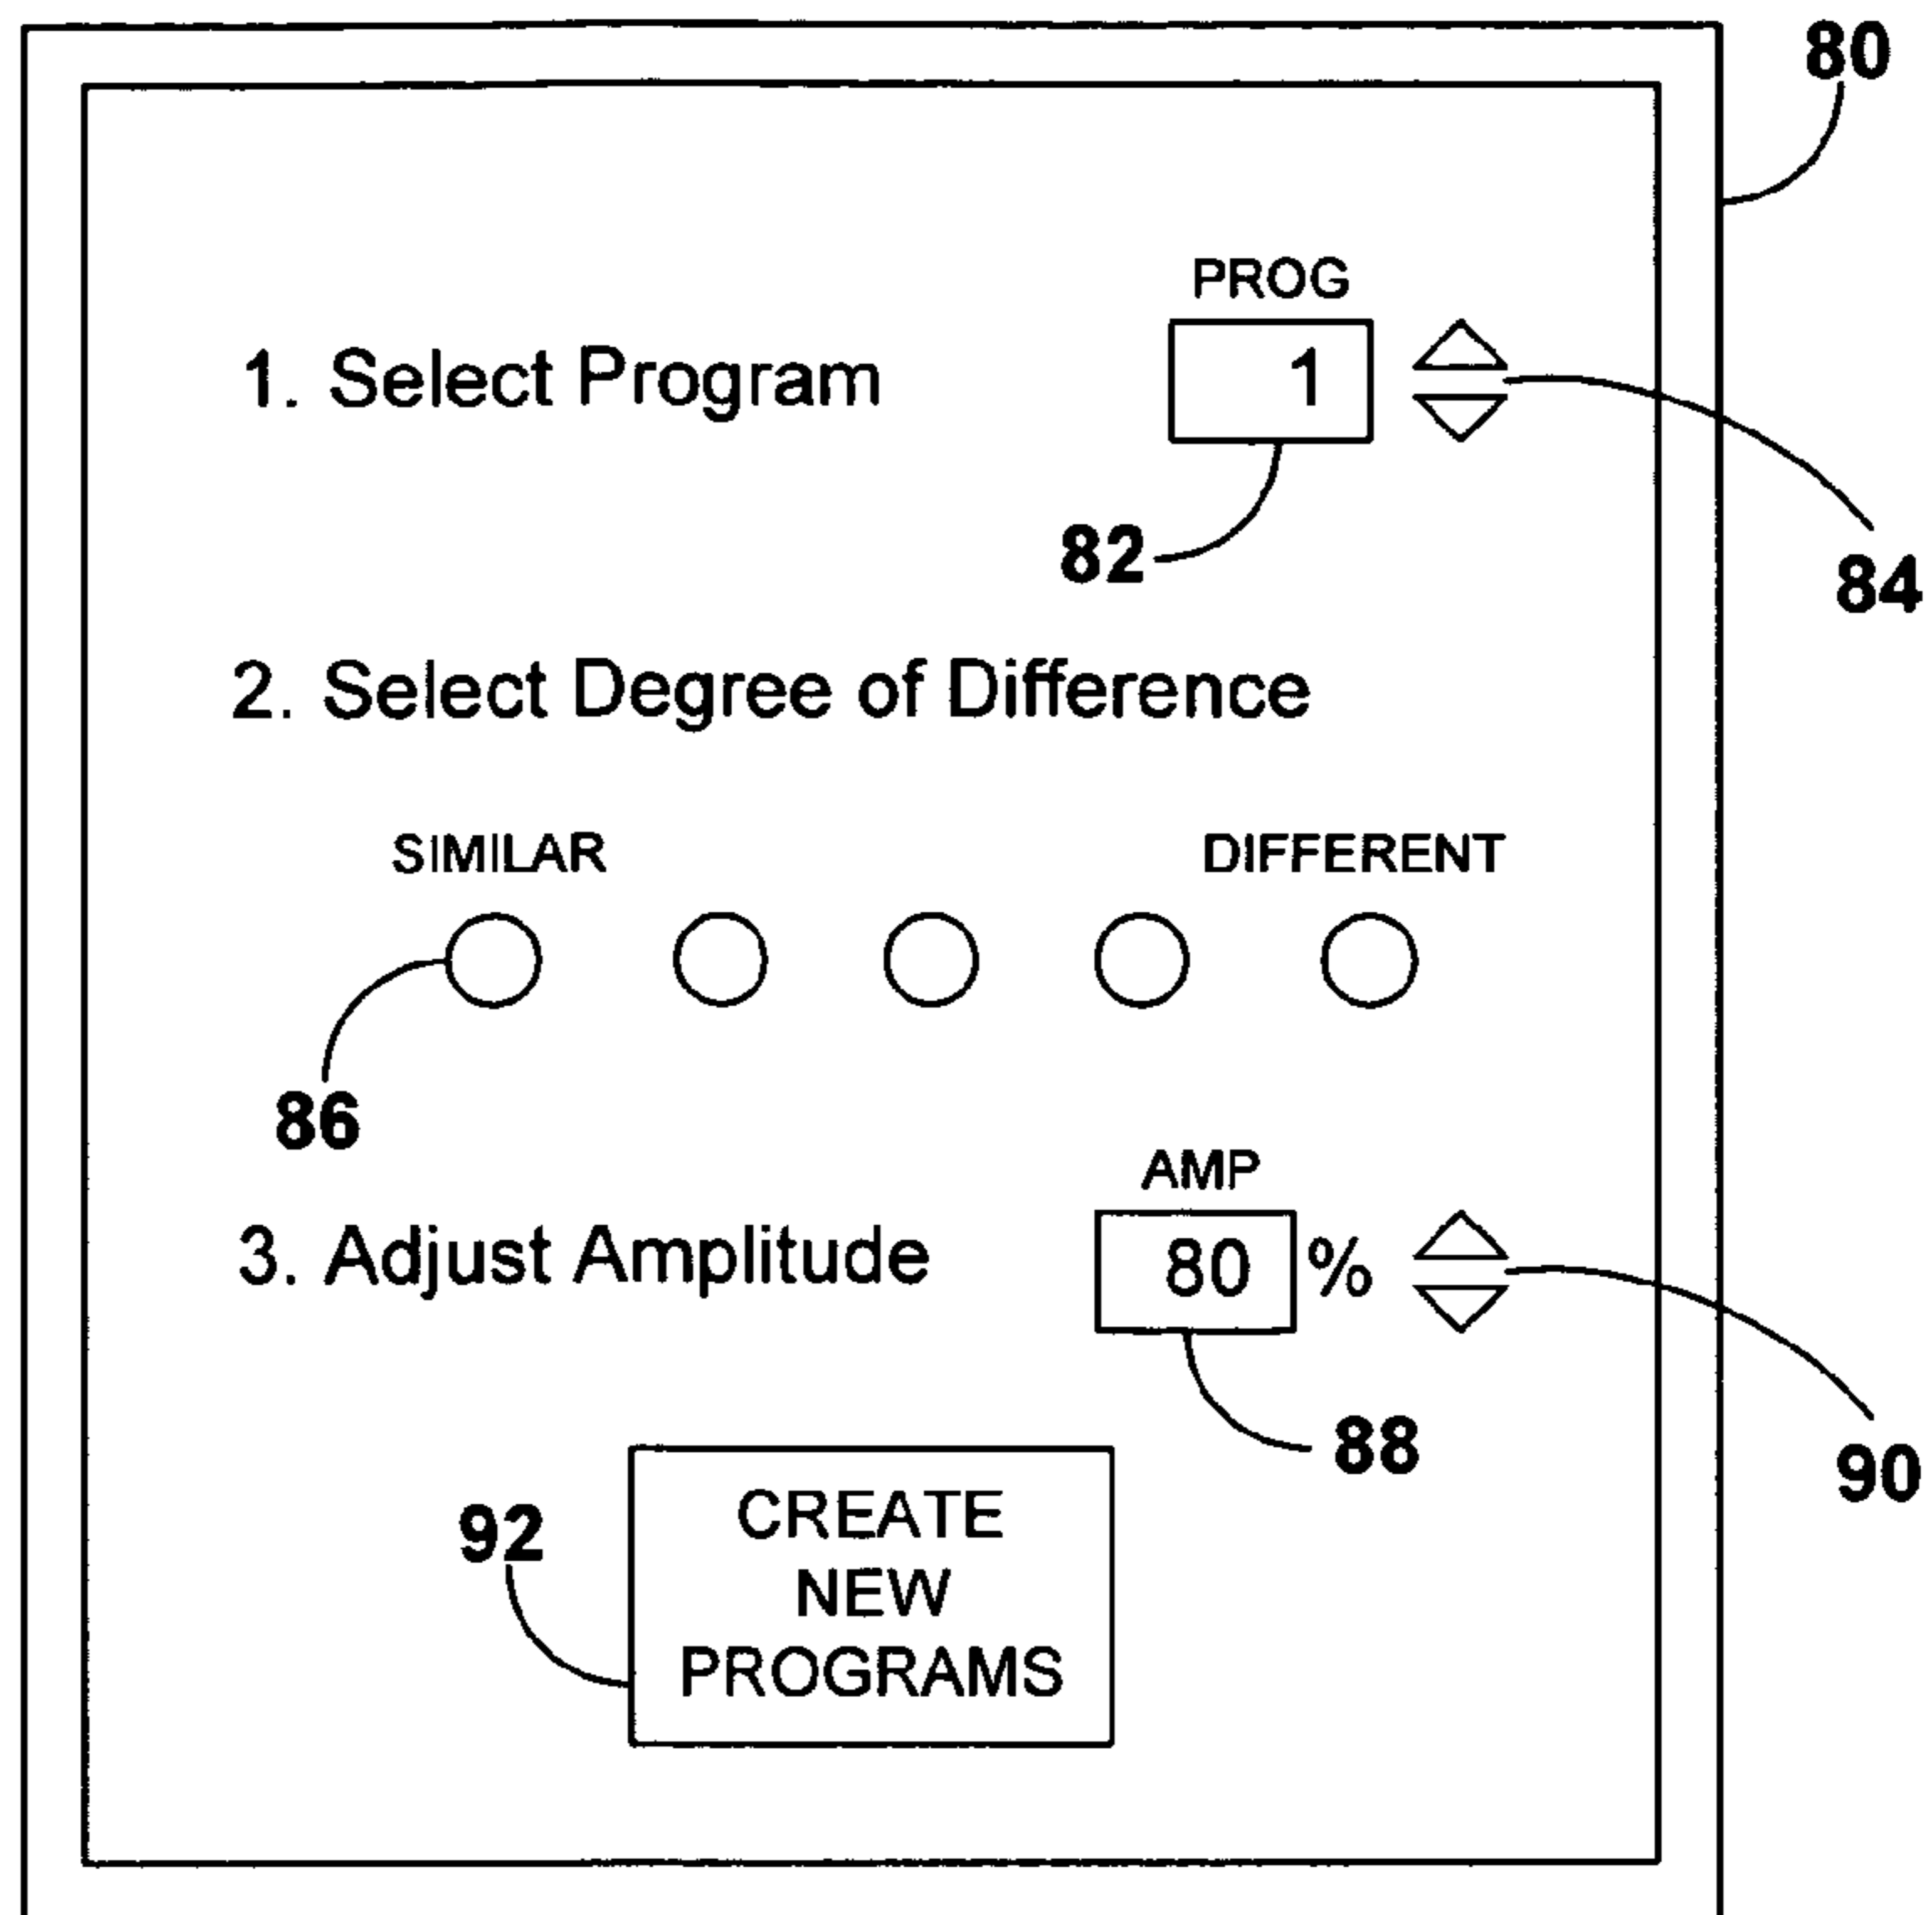 80
PROG
1. Select Program 1
82
84
2. Select Degree of Difference
SIMILAR DIFFERENT
86
AMP
3. Adjust Amplitude 80 %
88
90
92
CREATE
NEW
PROGRAMS